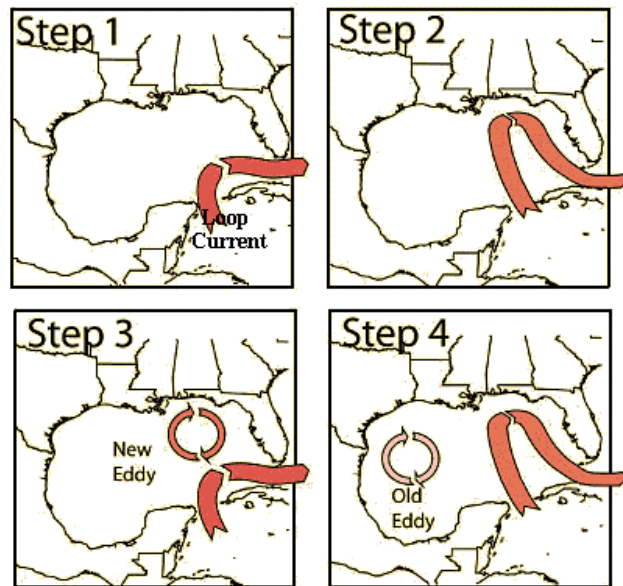 Step 1
Loop
Current
Step 2
Step 3
New
Eddy
Step 4
Old
Eddy